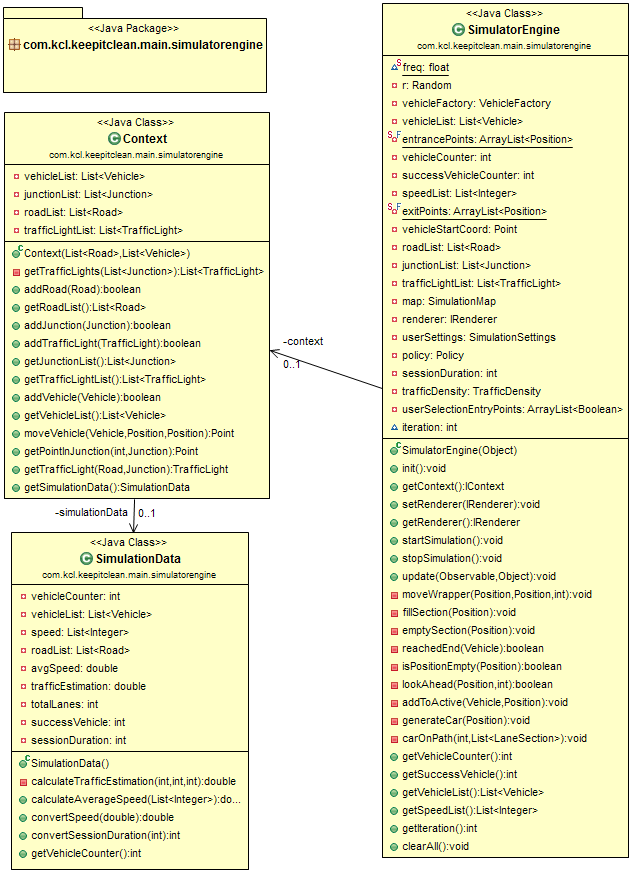 <<Java Package>>
com.kcl.keepitclean.main.simulatorengine
<<Java Class>>
Context
com.kcl.keepitclean.main.simulatorengine
vehicleList: List<Vehicle>
junctionList: List<Junction>
roadList: List<Road>
trafficLightList: List<TrafficLight>
Context(List<Road>,List<Vehicle>)
getTrafficLights(List<Junction>):List<TrafficLight>
addRoad(Road):boolean
getRoadList():List<Road>
addJunction(Junction):boolean
addTrafficLight(TrafficLight):boolean
getJunctionList():List<Junction>
getTrafficLightList():List<TrafficLight>
addVehicle(Vehicle):boolean
getVehicleList():List<Vehicle>
moveVehicle(Vehicle,Position,Position):Point
getPointInJunction(int,Junction):Point
getTrafficLight(Road,Junction):TrafficLight
getSimulationData():SimulationData
-simulationData
0..1
<<Java Class>>
SimulationData
com.kcl.keepitclean.main.simulatorengine
vehicleCounter: int
vehicleList: List<Vehicle>
speed: List<Integer>
roadList: List<Road>
avgSpeed: double
trafficEstimation: double
totalLanes: int
successVehicle: int
sessionDuration: int
SimulationData()
calculateTrafficEstimation(int,int,int):double
calculateAverageSpeed(List<Integer>):do...
convertSpeed(double):double
convertSessionDuration(int):int
getVehicleCounter():int
-context
0..1
<<Java Class>>
SimulatorEngine
com.kcl.keepitclean.main.simulatorengine
freq: float
r: Random
vehicleFactory: VehicleFactory
vehicleList: List<Vehicle>
entrancePoints: ArrayList<Position>
vehicleCounter: int
successVehicleCounter: int
speedList: List<Integer>
exitPoints: ArrayList<Position>
vehicleStartCoord: Point
roadList: List<Road>
junctionList: List<Junction>
trafficLightList: List<TrafficLight>
map: SimulationMap
renderer: IRenderer
userSettings: SimulationSettings
policy: Policy
sessionDuration: int
trafficDensity: TrafficDensity
userSelectionEntryPoints: ArrayList<Boolean>
iteration: int
SimulatorEngine(Object)
init():void
getContext():IContext
setRenderer(IRenderer):void
getRenderer():IRenderer
startSimulation():void
stopSimulation():void
update(Observable,Object):void
moveWrapper(Position,Position,int):void
fillSection(Position):void
emptySection(Position):void
reachedEnd(Vehicle):boolean
isPositionEmpty(Position):boolean
lookAhead(Position,int):boolean
addToActive(Vehicle,Position):void
generateCar(Position):void
carOnPath(int,List<LaneSection>):void
getVehicleCounter():int
getSuccessVehicle():int
getVehicleList():List<Vehicle>
getSpeedList():List<Integer>
getIteration():int
clearAll():void